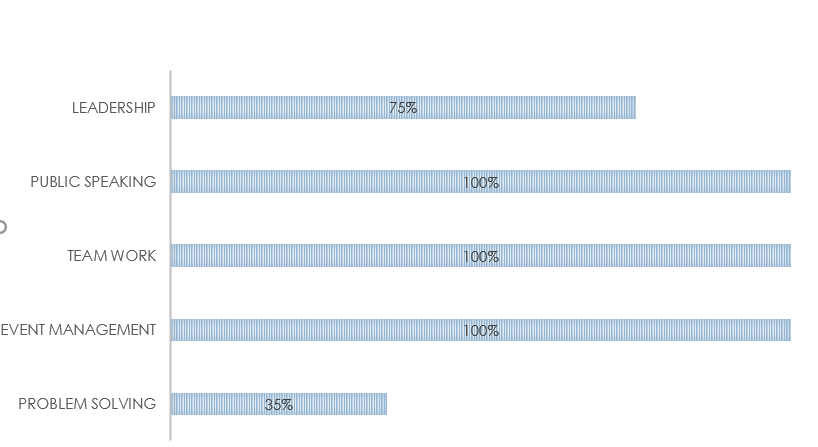 LEADERSHIP 75%
PUBLIC SPEAKING 100%
TEAM WORK 100%
EVENT MANAGEMENT 100%
PROBLEM SOLVING 35%